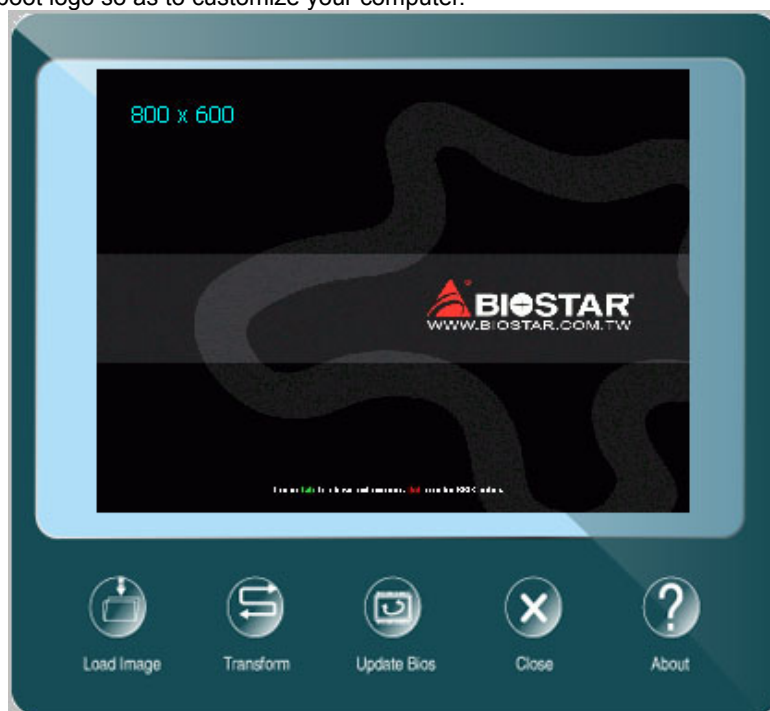 boot logo so as to customize your computer.
800 x 600
BIOSTAR
WWW.BIOSTAR.COM.TW
Load Image
Transform
Update Bios
Close
About